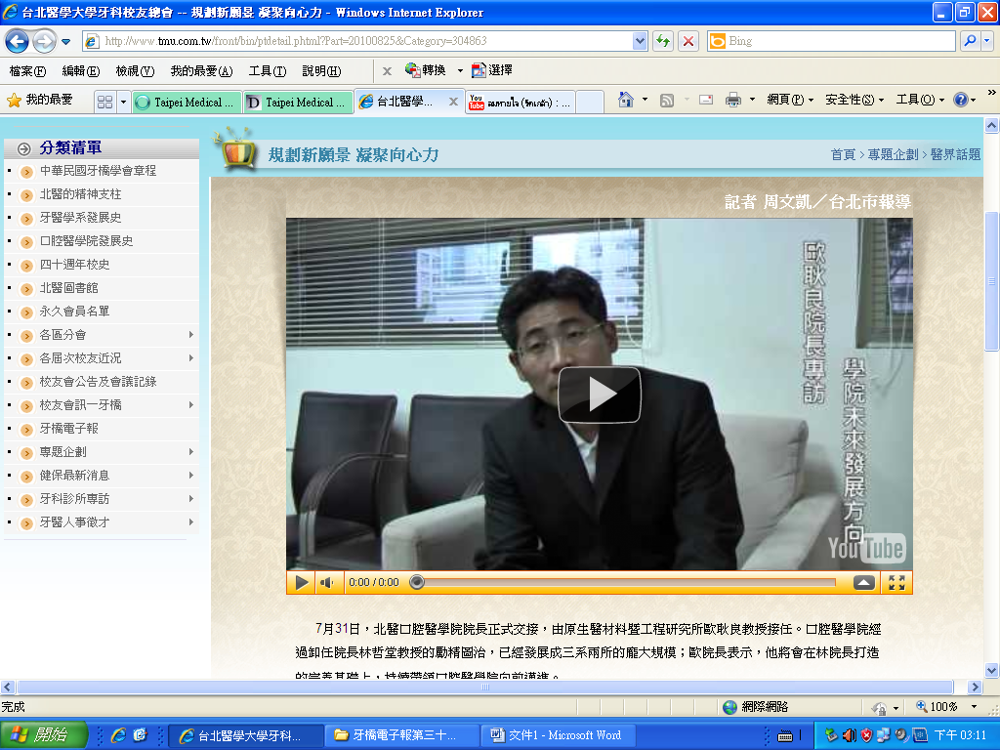 台北醫學大學牙科校友總會 -- 規劃新願景 凝聚向心力 - Windows Internet Explorer
http://www.tmu.com.tw/front/bin/ptdetail.phtml?Part=20100825&Category=304863
Bing
檔案(F) 編輯(E) 檢視(V) 我的最愛(A) 工具(T) 說明(H)
x 轉換 選擇
我的最愛
Taipei Medical ...
Taipei Medical ...
台北醫學...
網頁(P) 安全性(S) 工具(O)
分類清單
中華民國牙橋學會章程
北醫的精神支柱
牙醫學系發展史
口腔醫學院發展史
四十週年校史
北醫圖書館
永久會員名單
各區分會
各屆次校友近況
校友會公告及會議記錄
校友會訊一牙橋
牙橋電子報
專題企劃
健保最新消息
牙科診所專訪
牙醫人事徵才
規劃新願景 凝聚向心力
首頁 > 專題企劃 > 醫界話題
記者 周文凱／台北市報導
歐耿良院長專訪
學院未來發展方向
YouTube
0:00 / 0:00
7月31日，北醫口腔醫學院院長正式交接，由原生醫材料暨工程研究所歐耿良教授接任。口腔醫學院經
過卸任院長林哲堂教授的勵精圖治，已經發展成三系兩所的龐大規模；歐院長表示，他將會在林院長打造
的完善基礎上，持續帶領口腔醫學院向前邁進。
完成
網際網路
100%
開始
台北醫學大學牙科...
牙橋電子報第三十...
文件1 - Microsoft Word
下午 03:11